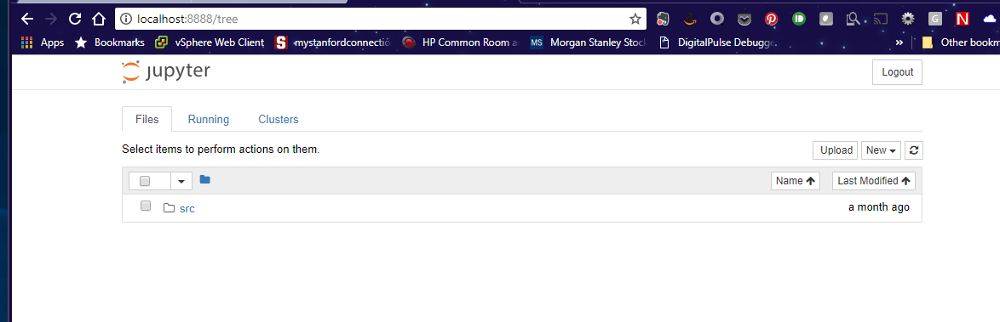 localhost:8888/tree
Apps Bookmarks vSphere Web Client mystanfordconnectio HP Common Room a Morgan Stanley Stock DigitalPulse Debugge » Other bookm
jupyter Logout
Files Running Clusters
Select items to perform actions on them. Upload New
Name Last Modified
src a month ago